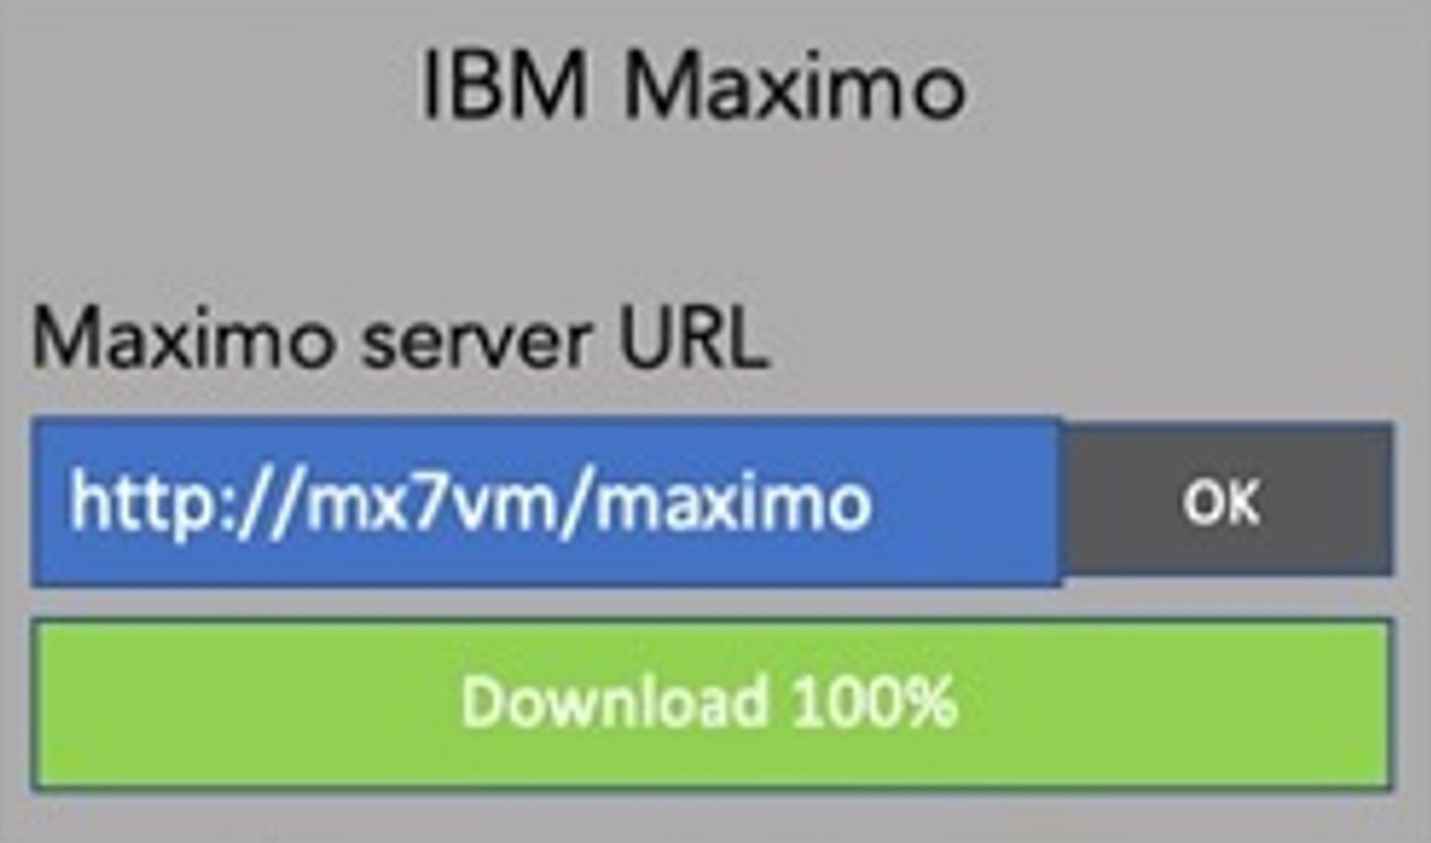 IBM Maximo
Maximo server URL
http://mx7vm/maximo OK
Download 100%